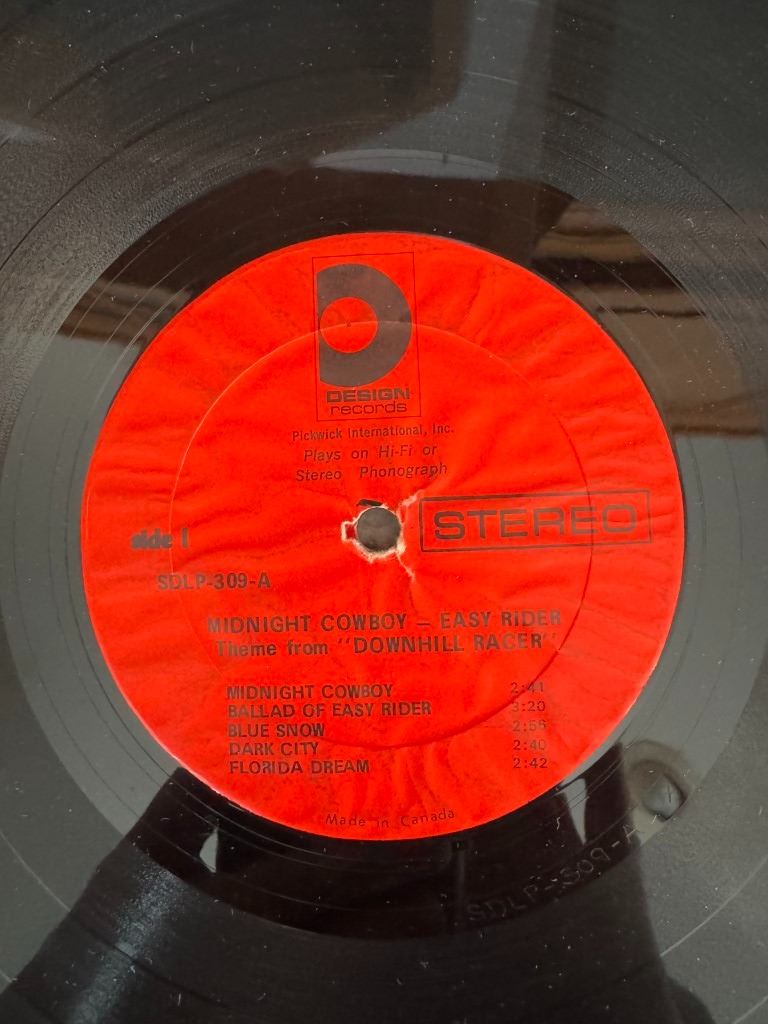 DESIGN
records
Pickwick International, Inc.
Plays on Hi-Fi or
Stereo Phonograph
STEREO
side 1
SDLP-309-A
MIDNIGHT COWBOY – EASY RIDER
Theme from "DOWNHILL RACER"
MIDNIGHT COWBOY 2:41
BALLAD OF EASY RIDER 3:20
BLUE SNOW 2:56
DARK CITY 2:40
FLORIDA DREAM 2:42
Made in Canada
SDLP-309-A